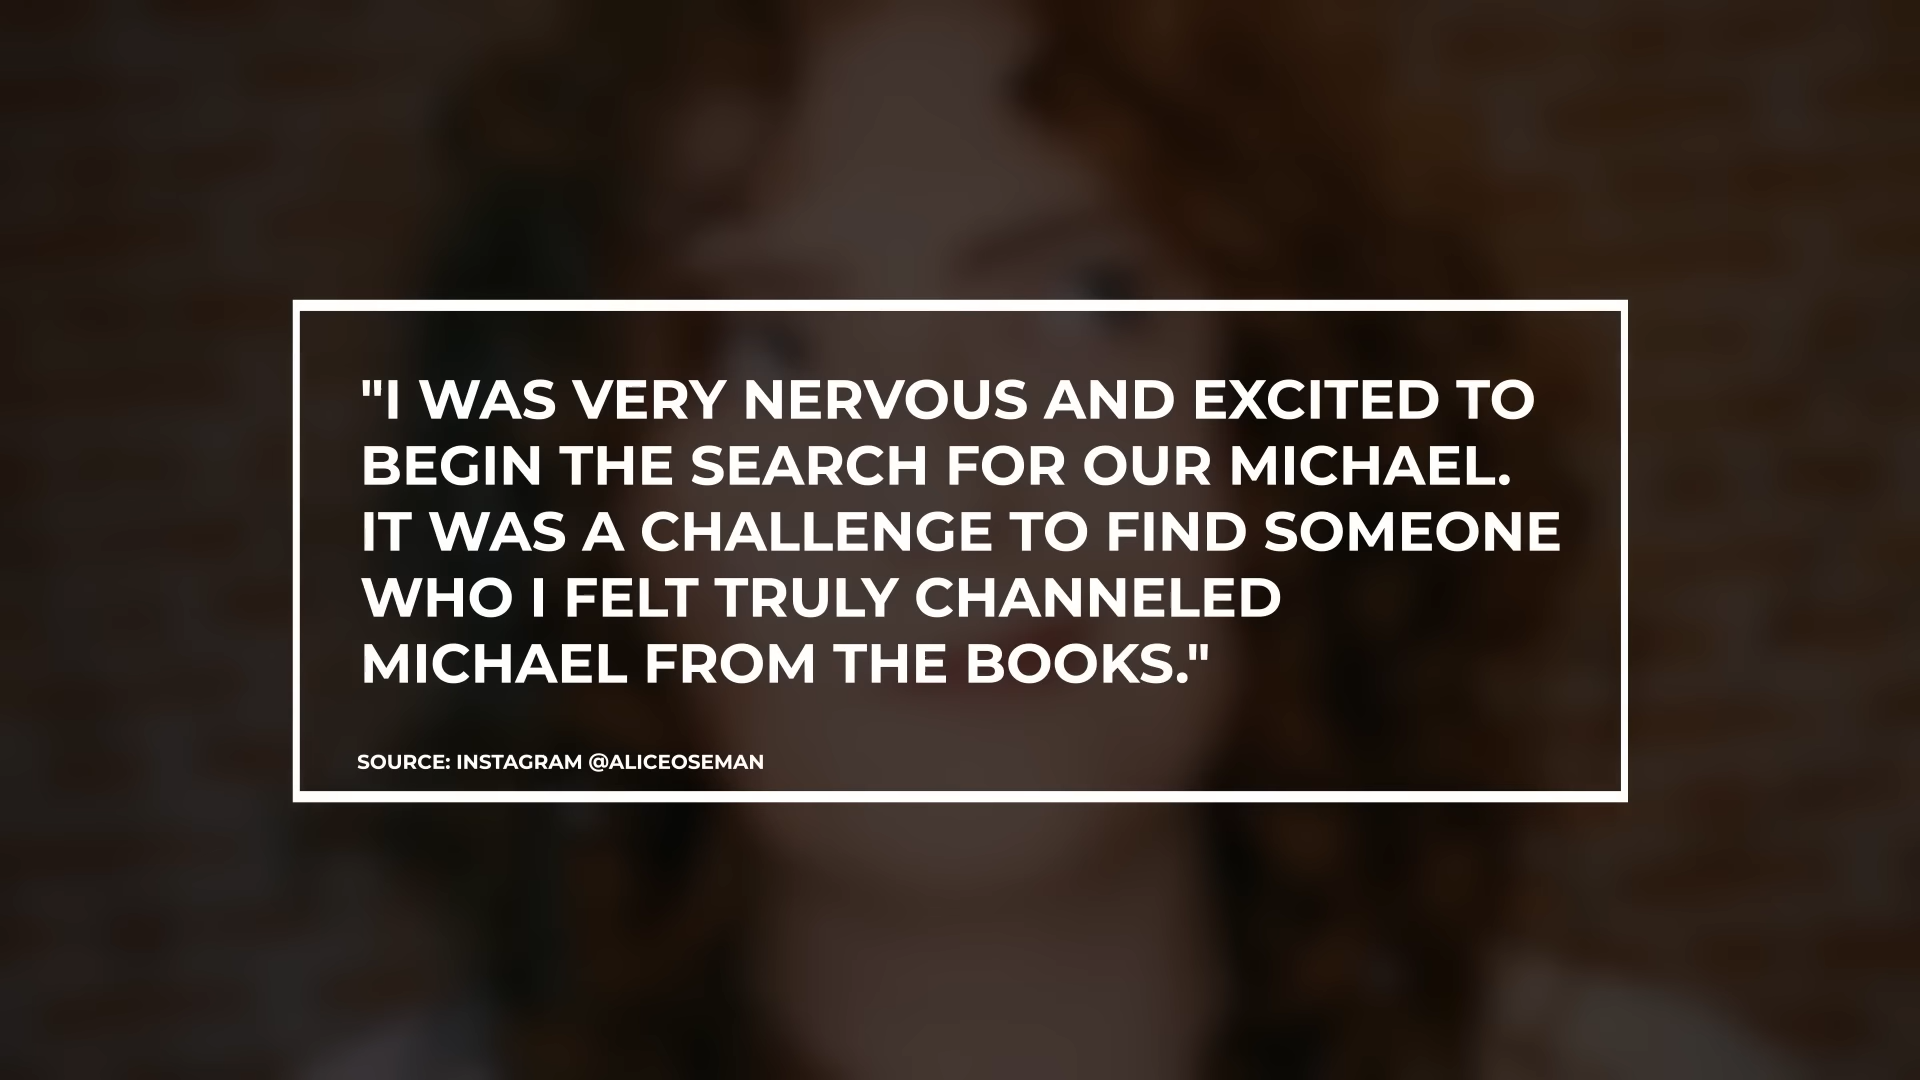 "I WAS VERY NERVOUS AND EXCITED TO
BEGIN THE SEARCH FOR OUR MICHAEL.
IT WAS A CHALLENGE TO FIND SOMEONE
WHO I FELT TRULY CHANNELED
MICHAEL FROM THE BOOKS."
SOURCE: INSTAGRAM @ALICEOSEMAN